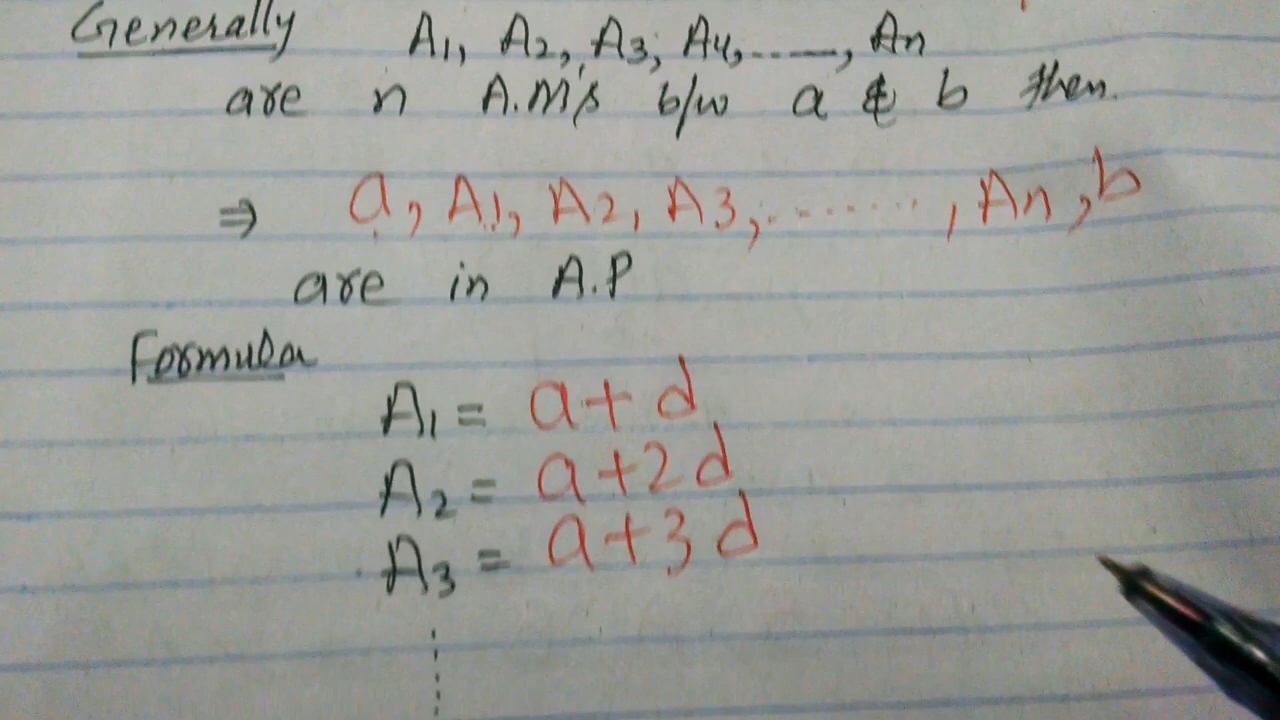 Generally A1, A2, A3, A4, ......, An
are n A.M's b/w a & b then.
⇒ a, A1, A2, A3, ........, An, b
are in A.P
Formula
A1 = a + d
A2 = a + 2d
A3 = a + 3d